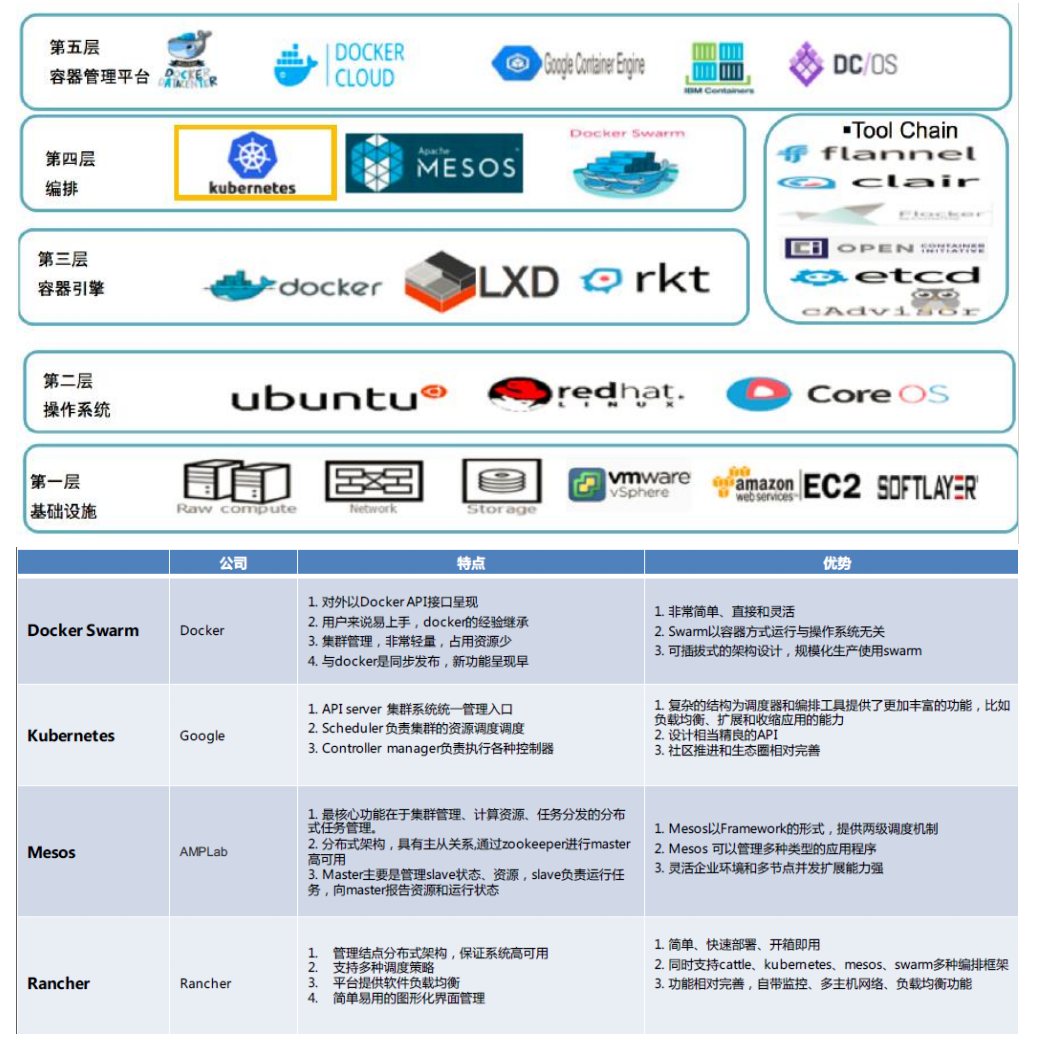 第五层
容器管理平台
DOCKER
DATACENTER
DOCKER
CLOUD
Google Container Engine
IBM Containers
DC/OS
第四层
编排
kubernetes
Apache
MESOS
Docker Swarm
▪Tool Chain
flannel
clair
Flocker
OPEN CONTAINER INITIATIVE
etcd
cAdvisor
第三层
容器引擎
docker
LXD
rkt
第二层
操作系统
ubuntu
redhat.
LINUX
CoreOS
第一层
基础设施
Raw compute
Network
Storage
vmware
vSphere
amazon
web services
EC2
SOFTLAYER
公司
特点
优势
Docker Swarm
Docker
1. 对外以Docker API接口呈现
2. 用户来说易上手，docker的经验继承
3. 集群管理，非常轻量，占用资源少
4. 与docker是同步发布，新功能呈现早
1. 非常简单、直接和灵活
2. Swarm以容器方式运行与操作系统无关
3. 可插拔式的架构设计，规模化生产使用swarm
Kubernetes
Google
1. API server 集群系统统一管理入口
2. Scheduler 负责集群的资源调度调度
3. Controller manager负责执行各种控制器
1. 复杂的结构为调度器和编排工具提供了更加丰富的功能，比如
负载均衡、扩展和收缩应用的能力
2. 设计相当精良的API
3. 社区推进和生态圈相对完善
Mesos
AMPLab
1. 最核心功能在于集群管理、计算资源、任务分发的分布
式任务管理。
2. 分布式架构，具有主从关系,通过zookeeper进行master
高可用
3. Master主要是管理slave状态、资源，slave负责运行任
务，向master报告资源和运行状态
1. Mesos以Framework的形式，提供两级调度机制
2. Mesos 可以管理多种类型的应用程序
3. 灵活企业环境和多节点并发扩展能力强
Rancher
Rancher
1. 管理结点分布式架构，保证系统高可用
2. 支持多种调度策略
3. 平台提供软件负载均衡
4. 简单易用的图形化界面管理
1. 简单、快速部署、开箱即用
2. 同时支持cattle、kubernetes、mesos、swarm多种编排框架
3. 功能相对完善，自带监控、多主机网络、负载均衡功能